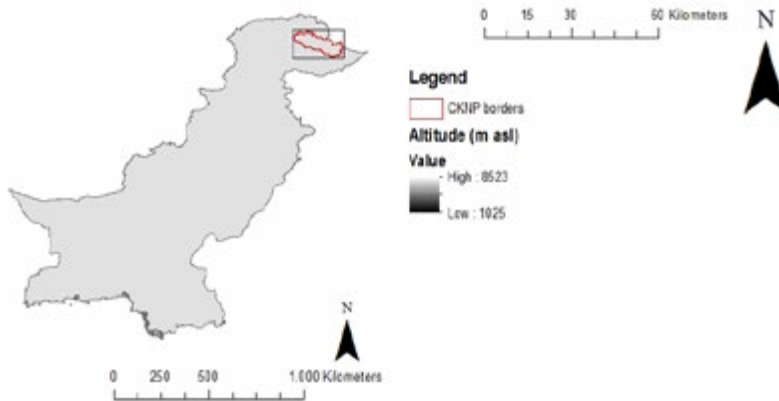 0 15 30 60 Kilometers
N
Legend
CKNP borders
Altitude (m asl)
Value
High : 8523
Low : 1025
N
0 250 500 1.000 Kilometers